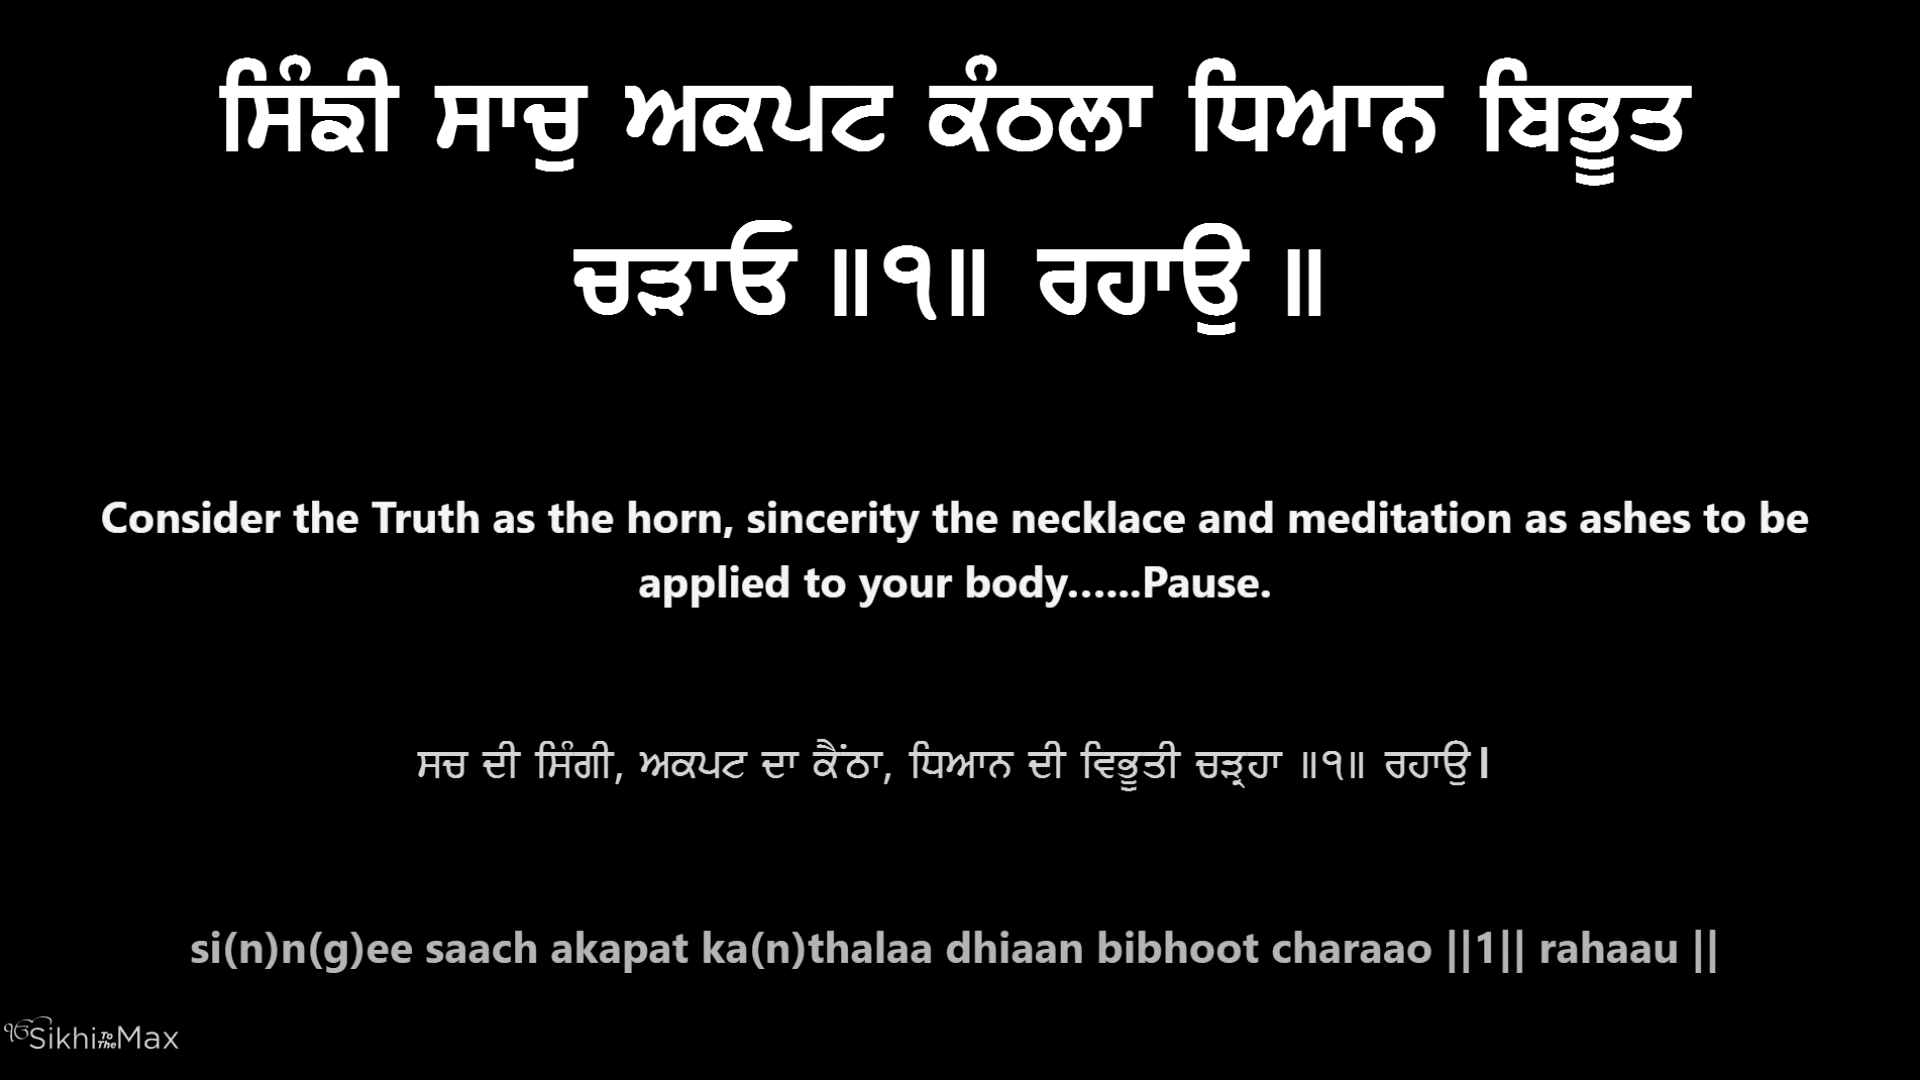 ਸਿੰਙੀ ਸਾਚੁ ਅਕਪਟ ਕੰਠਲਾ ਧਿਆਨ ਬਿਭੂਤ
ਚੜਾਓ ॥੧॥ ਰਹਾਉ ॥
Consider the Truth as the horn, sincerity the necklace and meditation as ashes to be
applied to your body......Pause.
ਸਚ ਦੀ ਸਿੰਗੀ, ਅਕਪਟ ਦਾ ਕੈਂਠਾ, ਧਿਆਨ ਦੀ ਵਿਭੂਤੀ ਚੜ੍ਹਾ ॥੧॥ ਰਹਾਉ।
si(n)n(g)ee saach akapat ka(n)thalaa dhiaan bibhoot charaao ||1|| rahaau ||
ੴSikhiToTheMax